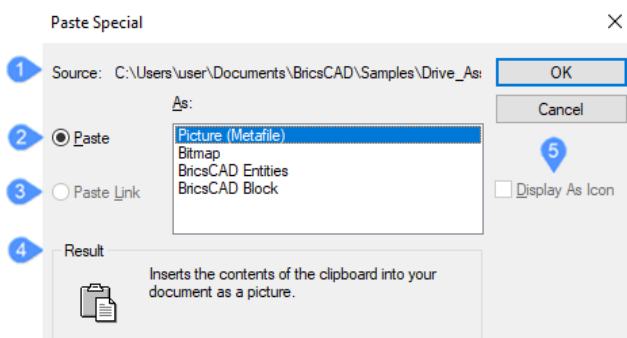 Paste Special
1 Source: C:\Users\user\Documents\BricsCAD\Samples\Drive_As OK
As: Cancel
2 Paste Picture (Metafile) 5
Bitmap
BricsCAD Entities
3 Paste Link BricsCAD Block Display As Icon
4 Result
Inserts the contents of the clipboard into your
document as a picture.